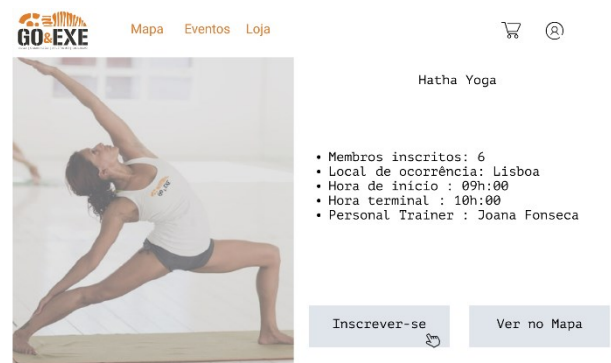 GO&EXE
Mapa Eventos Loja
Hatha Yoga
• Membros inscritos: 6
• Local de ocorrência: Lisboa
• Hora de inicio : 09h:00
• Hora terminal : 10h:00
• Personal Trainer : Joana Fonseca
Inscrever-se Ver no Mapa